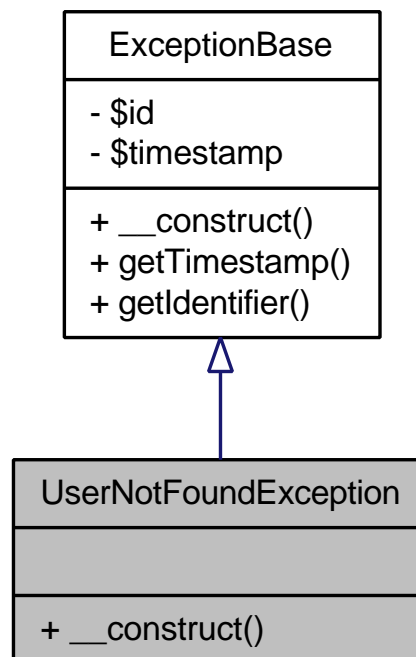 ExceptionBase
- $id
- $timestamp
+ __construct()
+ getTimestamp()
+ getIdentifier()
UserNotFoundException
+ __construct()